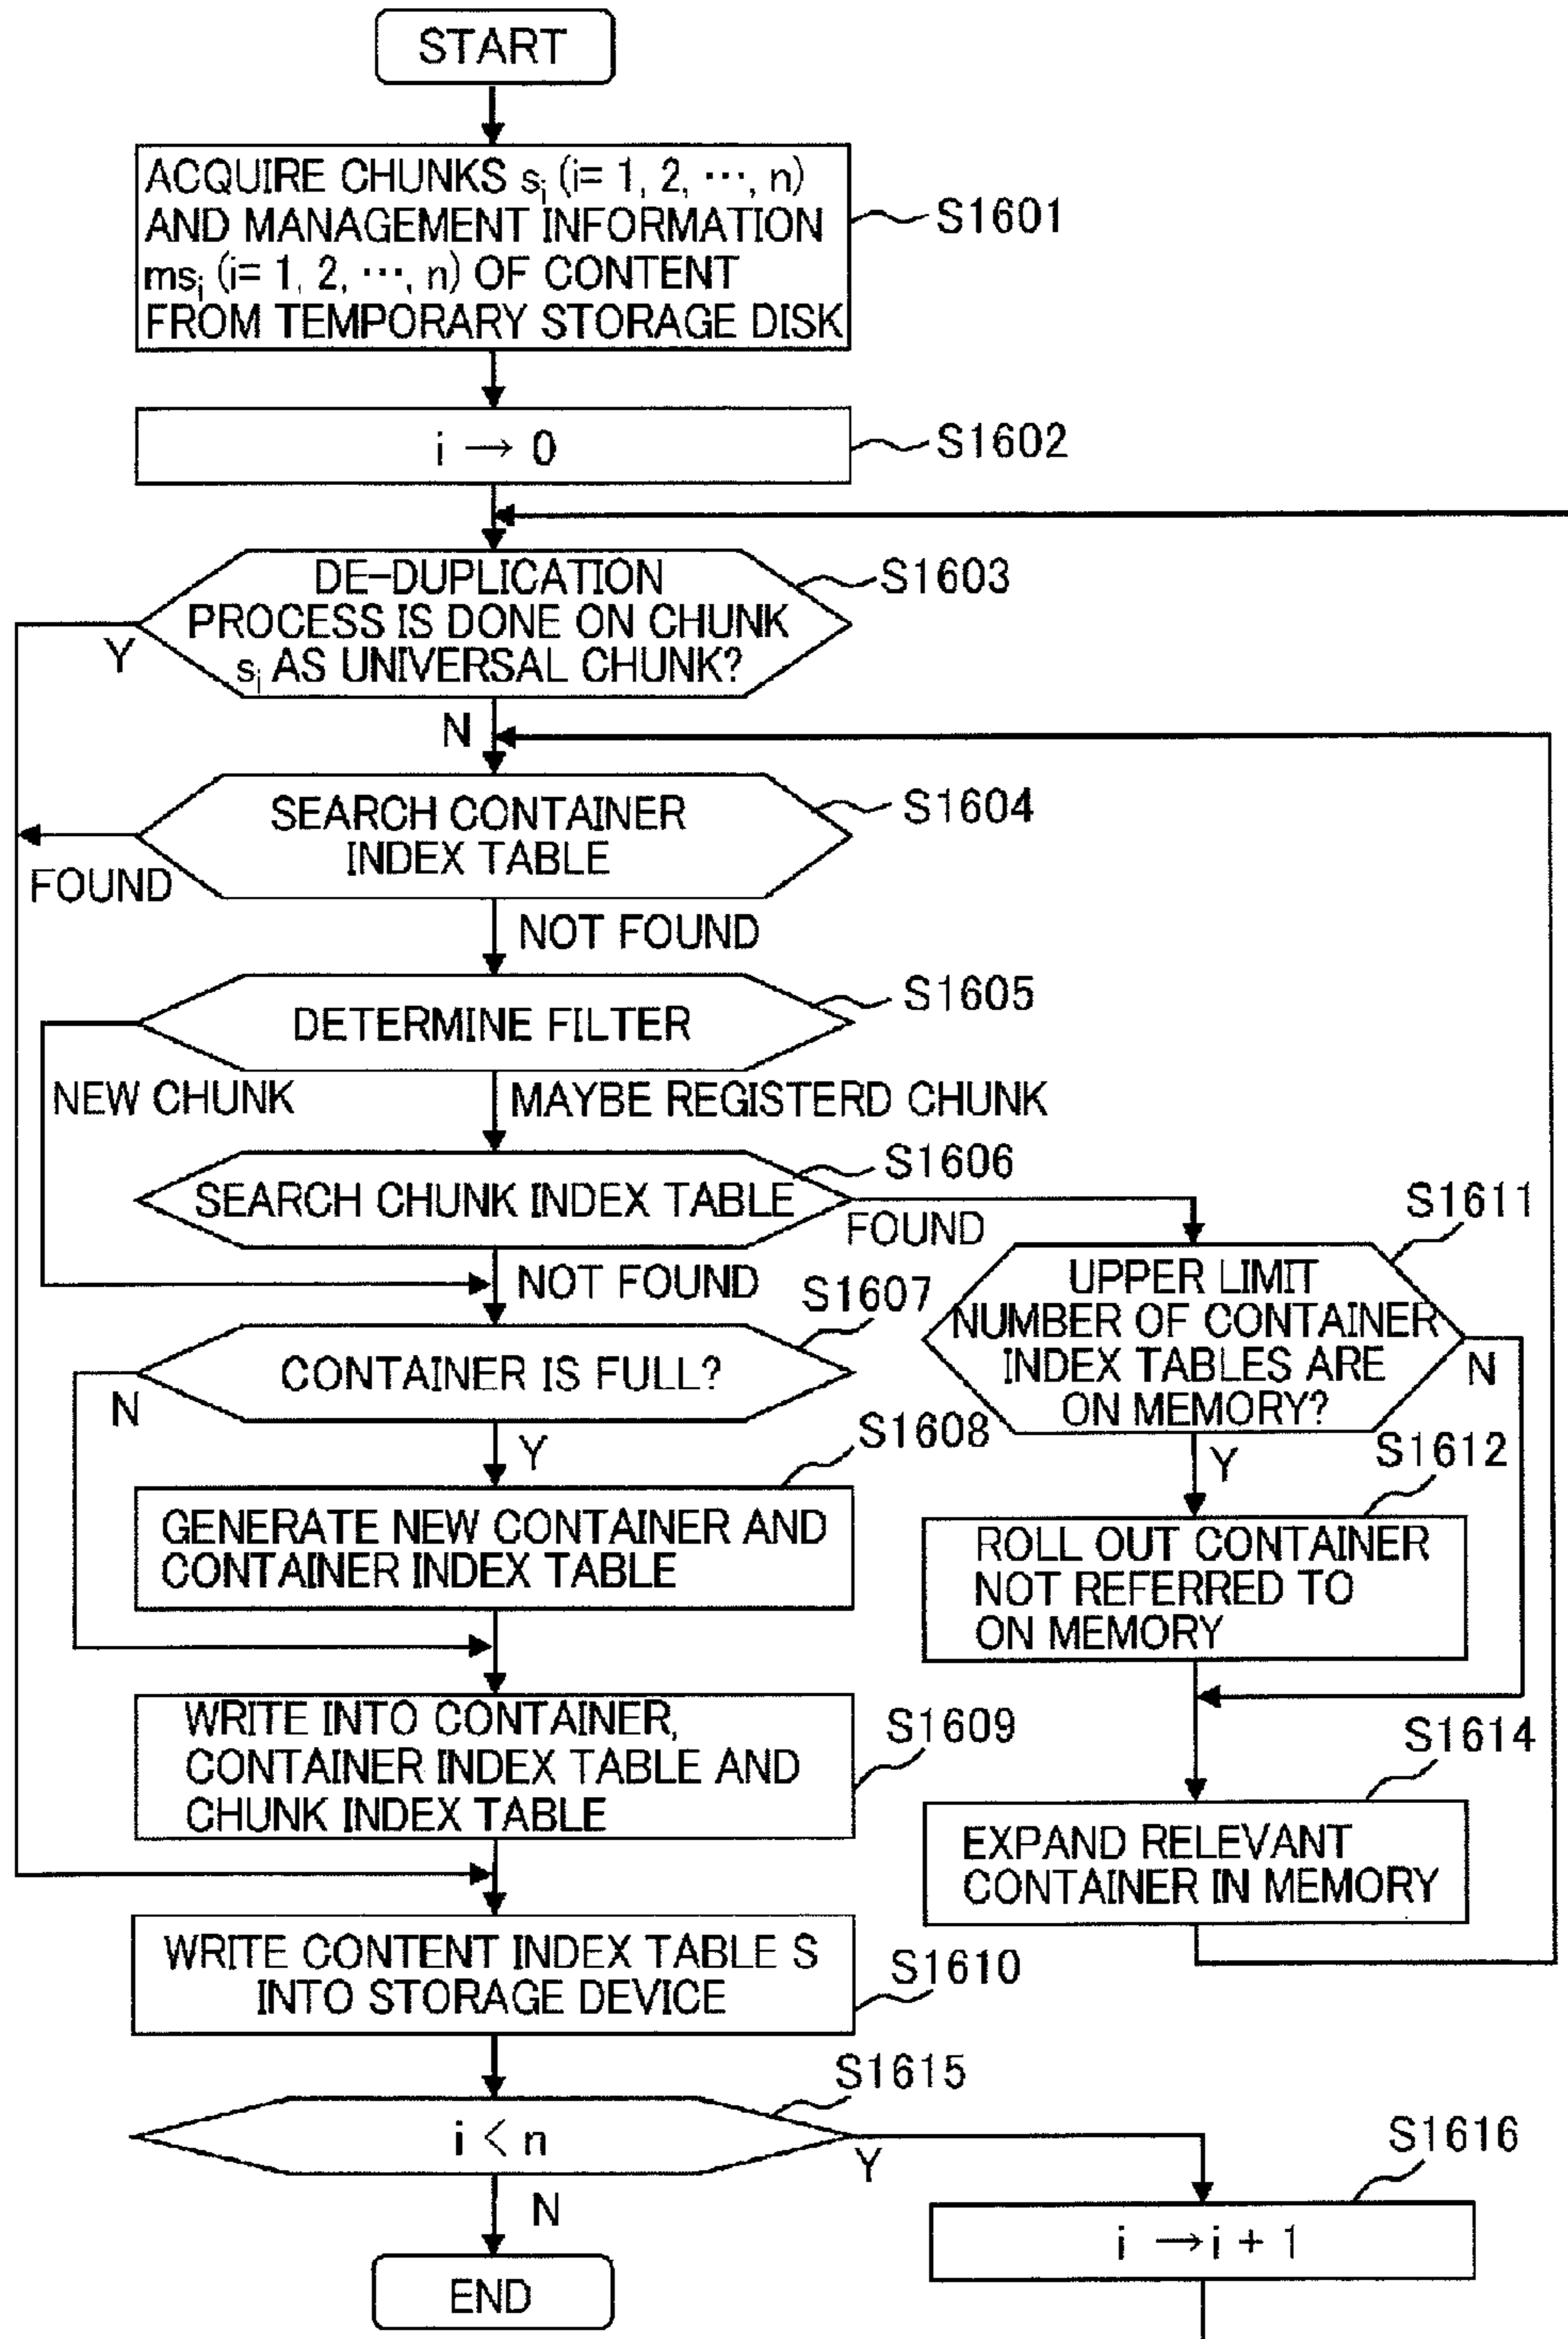 START
ACQUIRE CHUNKS si (i= 1, 2, ···, n)
AND MANAGEMENT INFORMATION
msi (i= 1, 2, ···, n) OF CONTENT
FROM TEMPORARY STORAGE DISK
S1601
i → 0
S1602
DE-DUPLICATION
PROCESS IS DONE ON CHUNK
si AS UNIVERSAL CHUNK?
S1603
Y
N
SEARCH CONTAINER
INDEX TABLE
S1604
FOUND
NOT FOUND
DETERMINE FILTER
S1605
NEW CHUNK
MAYBE REGISTERD CHUNK
SEARCH CHUNK INDEX TABLE
S1606
FOUND
NOT FOUND
UPPER LIMIT
NUMBER OF CONTAINER
INDEX TABLES ARE
ON MEMORY?
S1611
N
Y
CONTAINER IS FULL?
S1607
N
Y
GENERATE NEW CONTAINER AND
CONTAINER INDEX TABLE
S1608
ROLL OUT CONTAINER
NOT REFERRED TO
ON MEMORY
S1612
WRITE INTO CONTAINER,
CONTAINER INDEX TABLE AND
CHUNK INDEX TABLE
S1609
EXPAND RELEVANT
CONTAINER IN MEMORY
S1614
WRITE CONTENT INDEX TABLE S
INTO STORAGE DEVICE
S1610
i < n
S1615
Y
N
i → i + 1
S1616
END